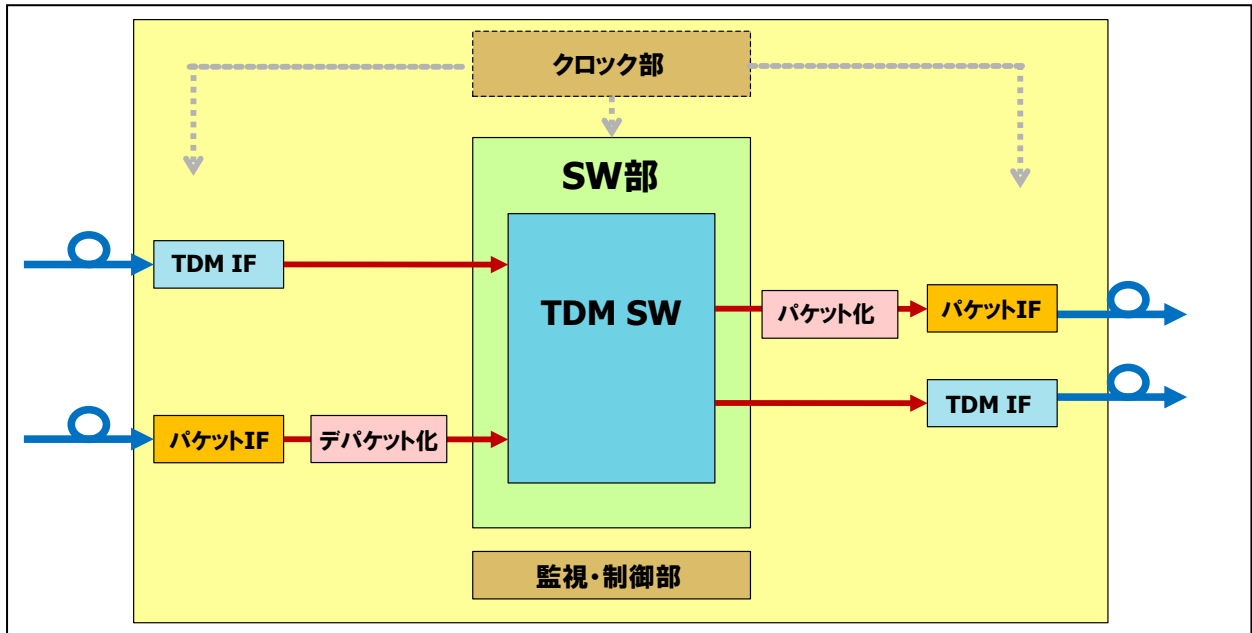 クロック部
SW部
TDM IF
TDM SW
パケット化
パケットIF
TDM IF
パケットIF
デパケット化
監視・制御部